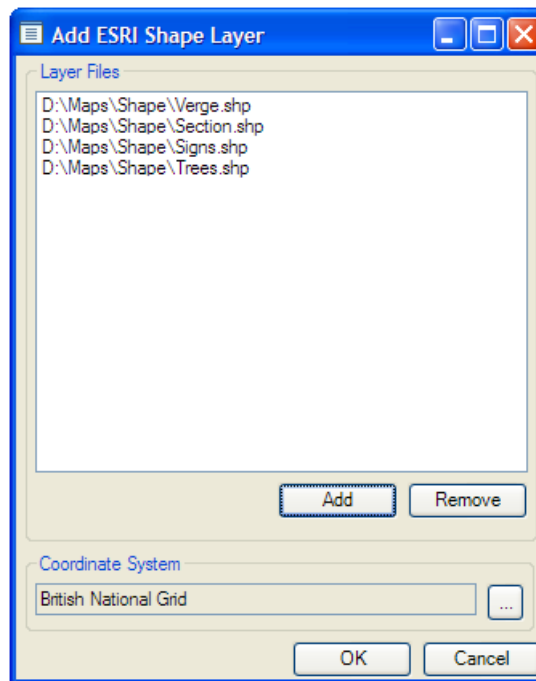 Add ESRI Shape Layer
Layer Files
D:\Maps\Shape\Verge.shp
D:\Maps\Shape\Section.shp
D:\Maps\Shape\Signs.shp
D:\Maps\Shape\Trees.shp
Add Remove
Coordinate System
British National Grid ...
OK Cancel